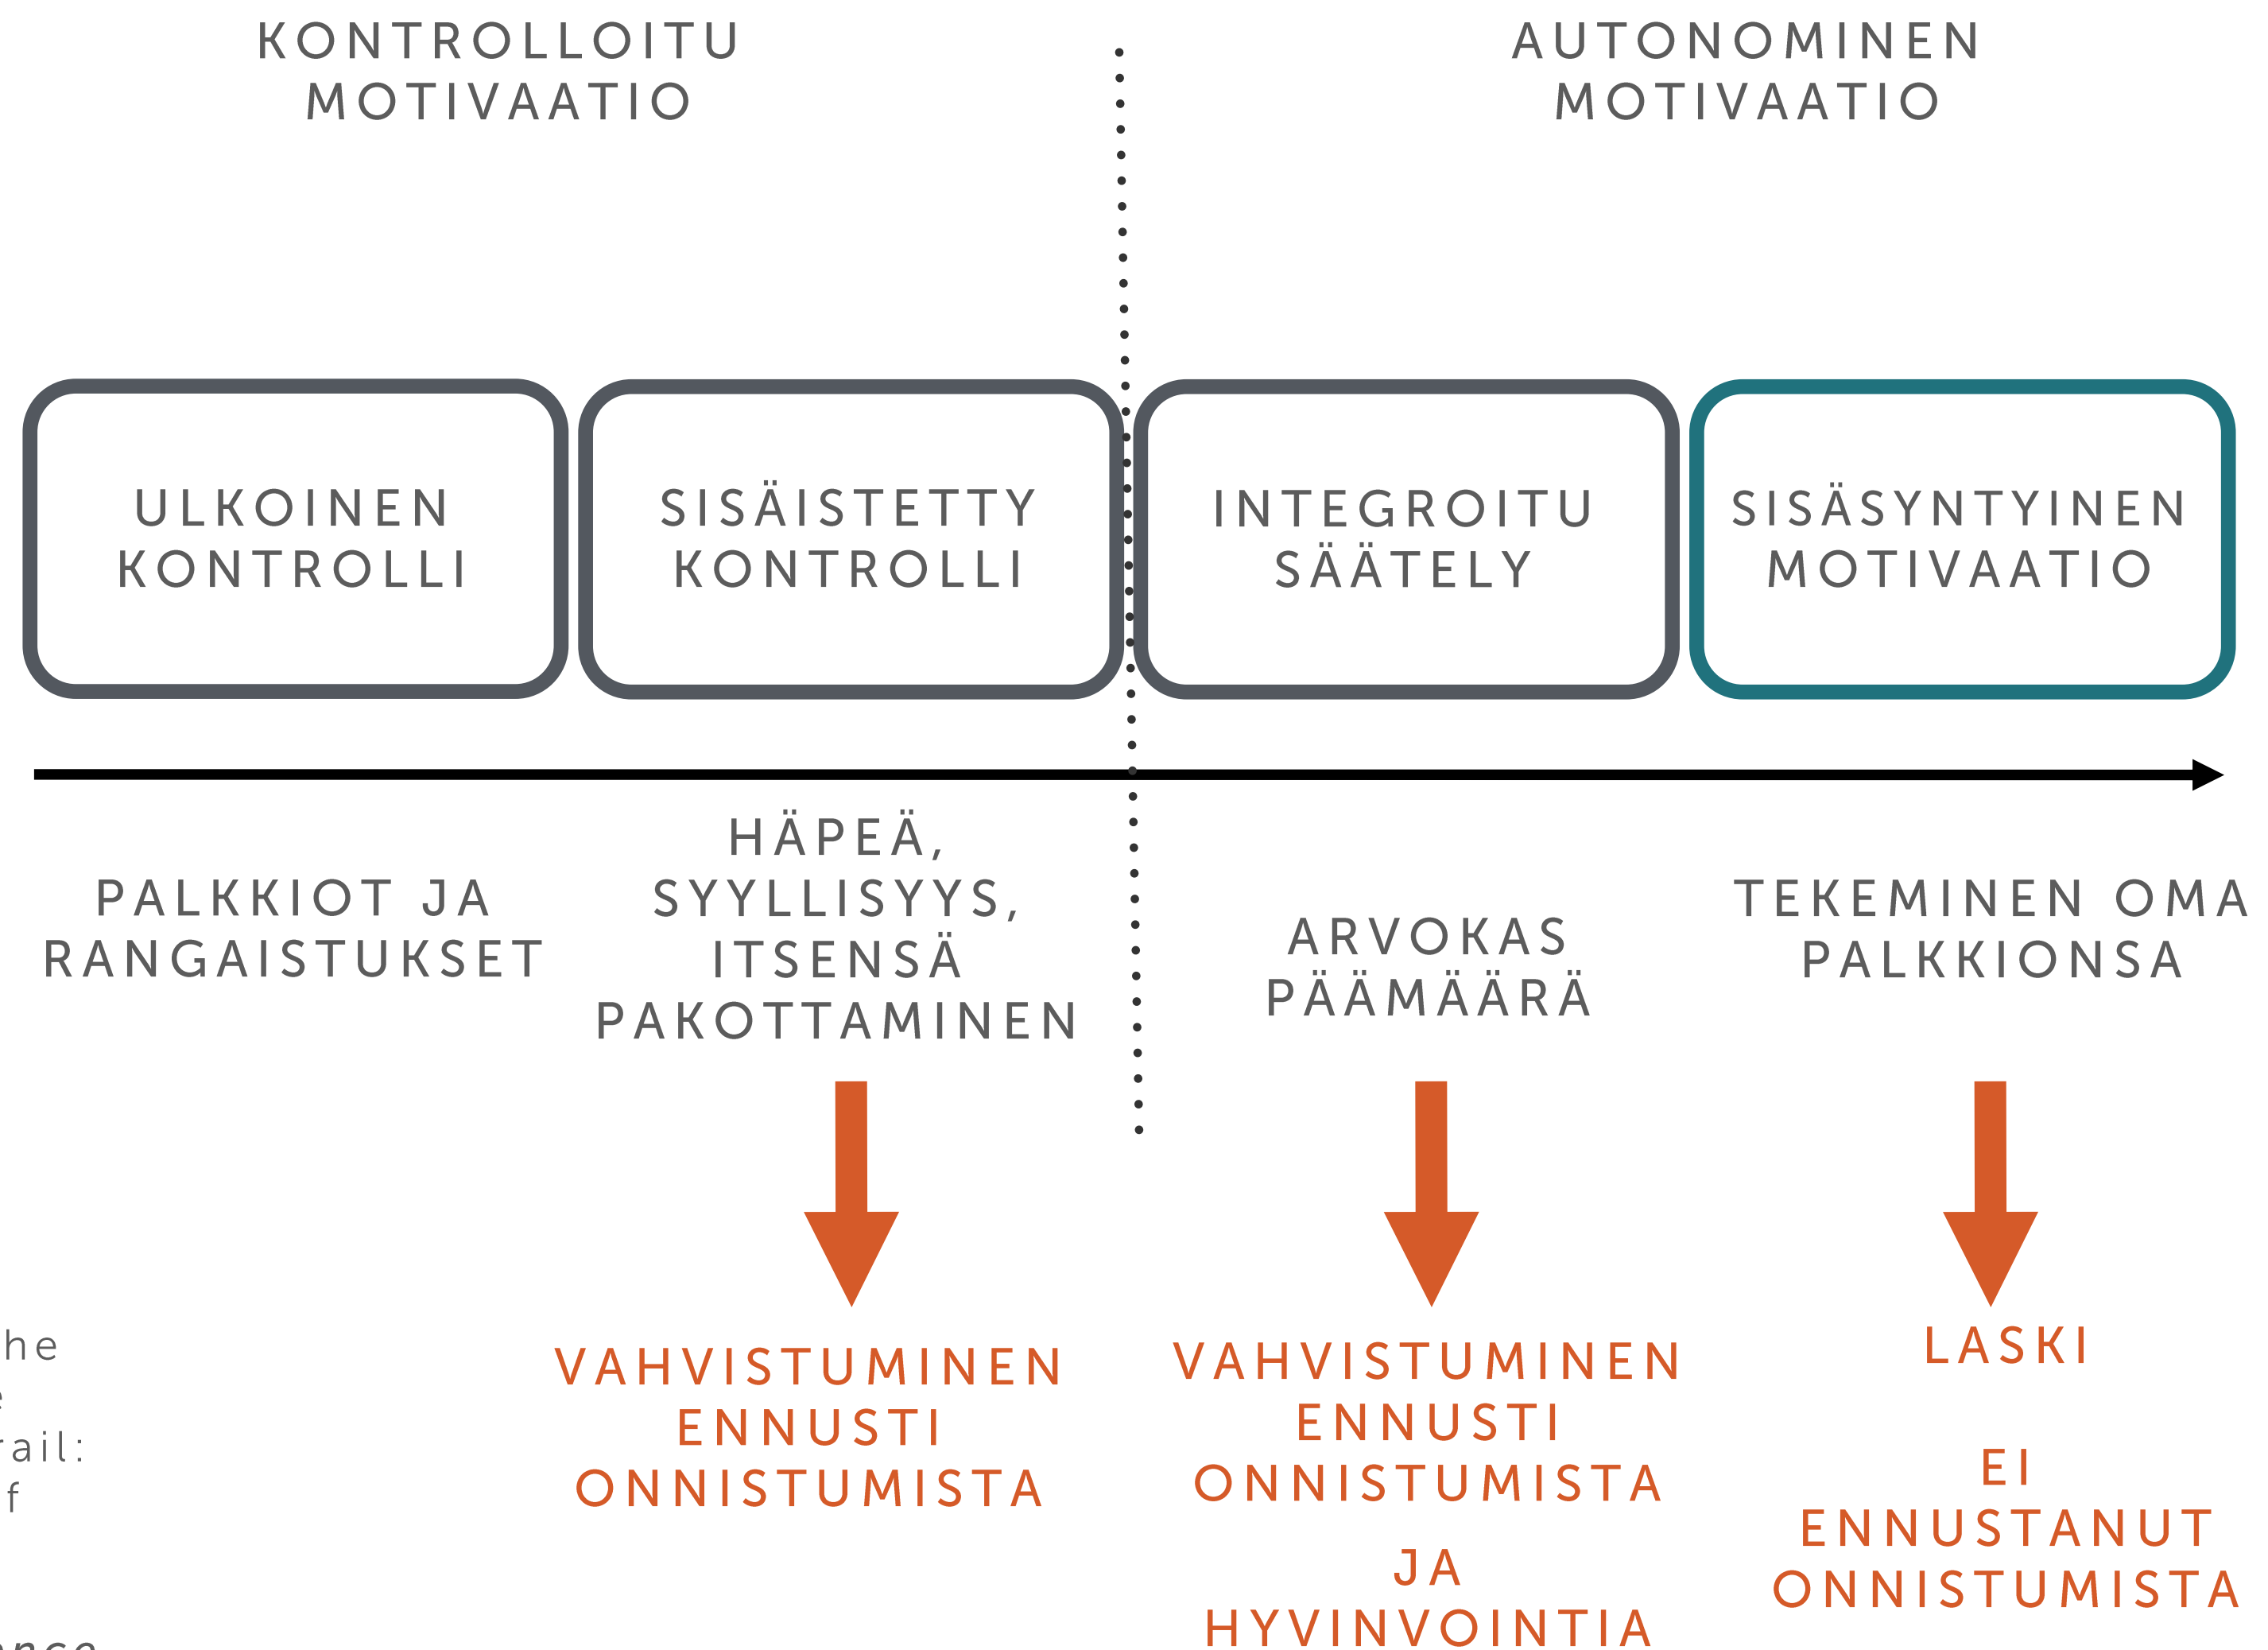 KONTROLLOITU
MOTIVAATIO
AUTONOMINEN
MOTIVAATIO
ULKOINEN
KONTROLLI
SISÄISTETTY
KONTROLLI
INTEGROITU
SÄÄTELY
SISÄSYNTYINEN
MOTIVAATIO
PALKKIOT JA
RANGAISTUKSET
HÄPEÄ,
SYYLLISYYS,
ITSENSÄ
PAKOTTAMINEN
ARVOKAS
PÄÄMÄÄRÄ
TEKEMINEN OMA
PALKKIONSA
VAHVISTUMINEN
ENNUSTI
ONNISTUMISTA
VAHVISTUMINEN
ENNUSTI
ONNISTUMISTA
JA
HYVINVOINTIA
LASKI
EI
ENNUSTANUT
ONNISTUMISTA